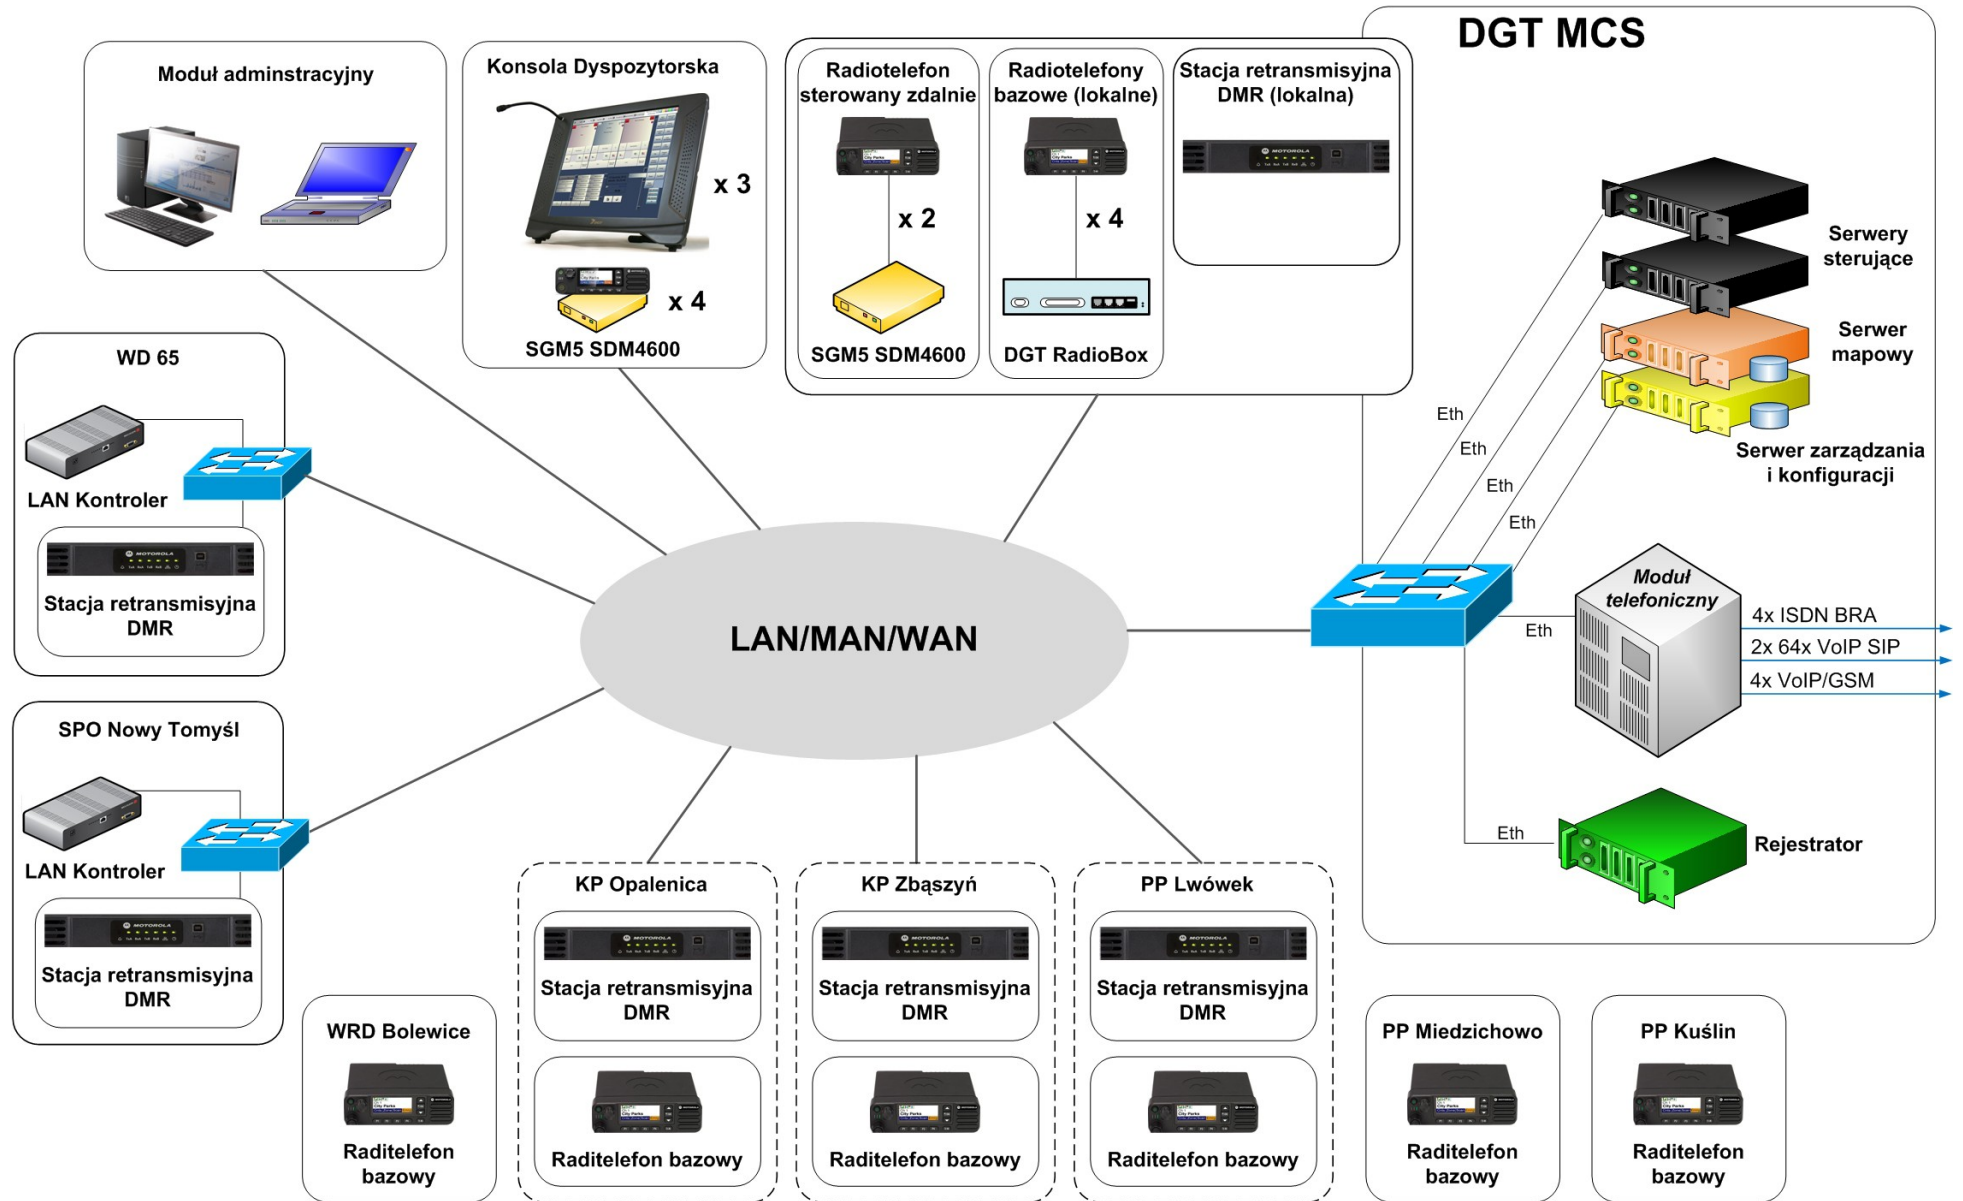 DGT MCS
Moduł adminstracyjny
Konsola Dyspozytorska
x 3
x 4
SGM5 SDM4600
Radiotelefon
sterowany zdalnie
x 2
SGM5 SDM4600
Radiotelefony
bazowe (lokalne)
x 4
DGT RadioBox
Stacja retransmisyjna
DMR (lokalna)
Serwery
sterujące
Serwer
mapowy
Serwer zarządzania
i konfiguracji
Eth
Eth
Eth
Eth
WD 65
LAN Kontroler
MOTOROLA
Stacja retransmisyjna
DMR
LAN/MAN/WAN
Eth
Moduł
telefoniczny
4x ISDN BRA
2x 64x VoIP SIP
4x VoIP/GSM
SPO Nowy Tomyśl
LAN Kontroler
MOTOROLA
Stacja retransmisyjna
DMR
Eth
Rejestrator
WRD Bolewice
Raditelefon
bazowy
KP Opalenica
MOTOROLA
Stacja retransmisyjna
DMR
Raditelefon bazowy
KP Zbąszyń
MOTOROLA
Stacja retransmisyjna
DMR
Raditelefon bazowy
PP Lwówek
MOTOROLA
Stacja retransmisyjna
DMR
Raditelefon bazowy
PP Miedzichowo
Raditelefon
bazowy
PP Kuślin
Raditelefon
bazowy